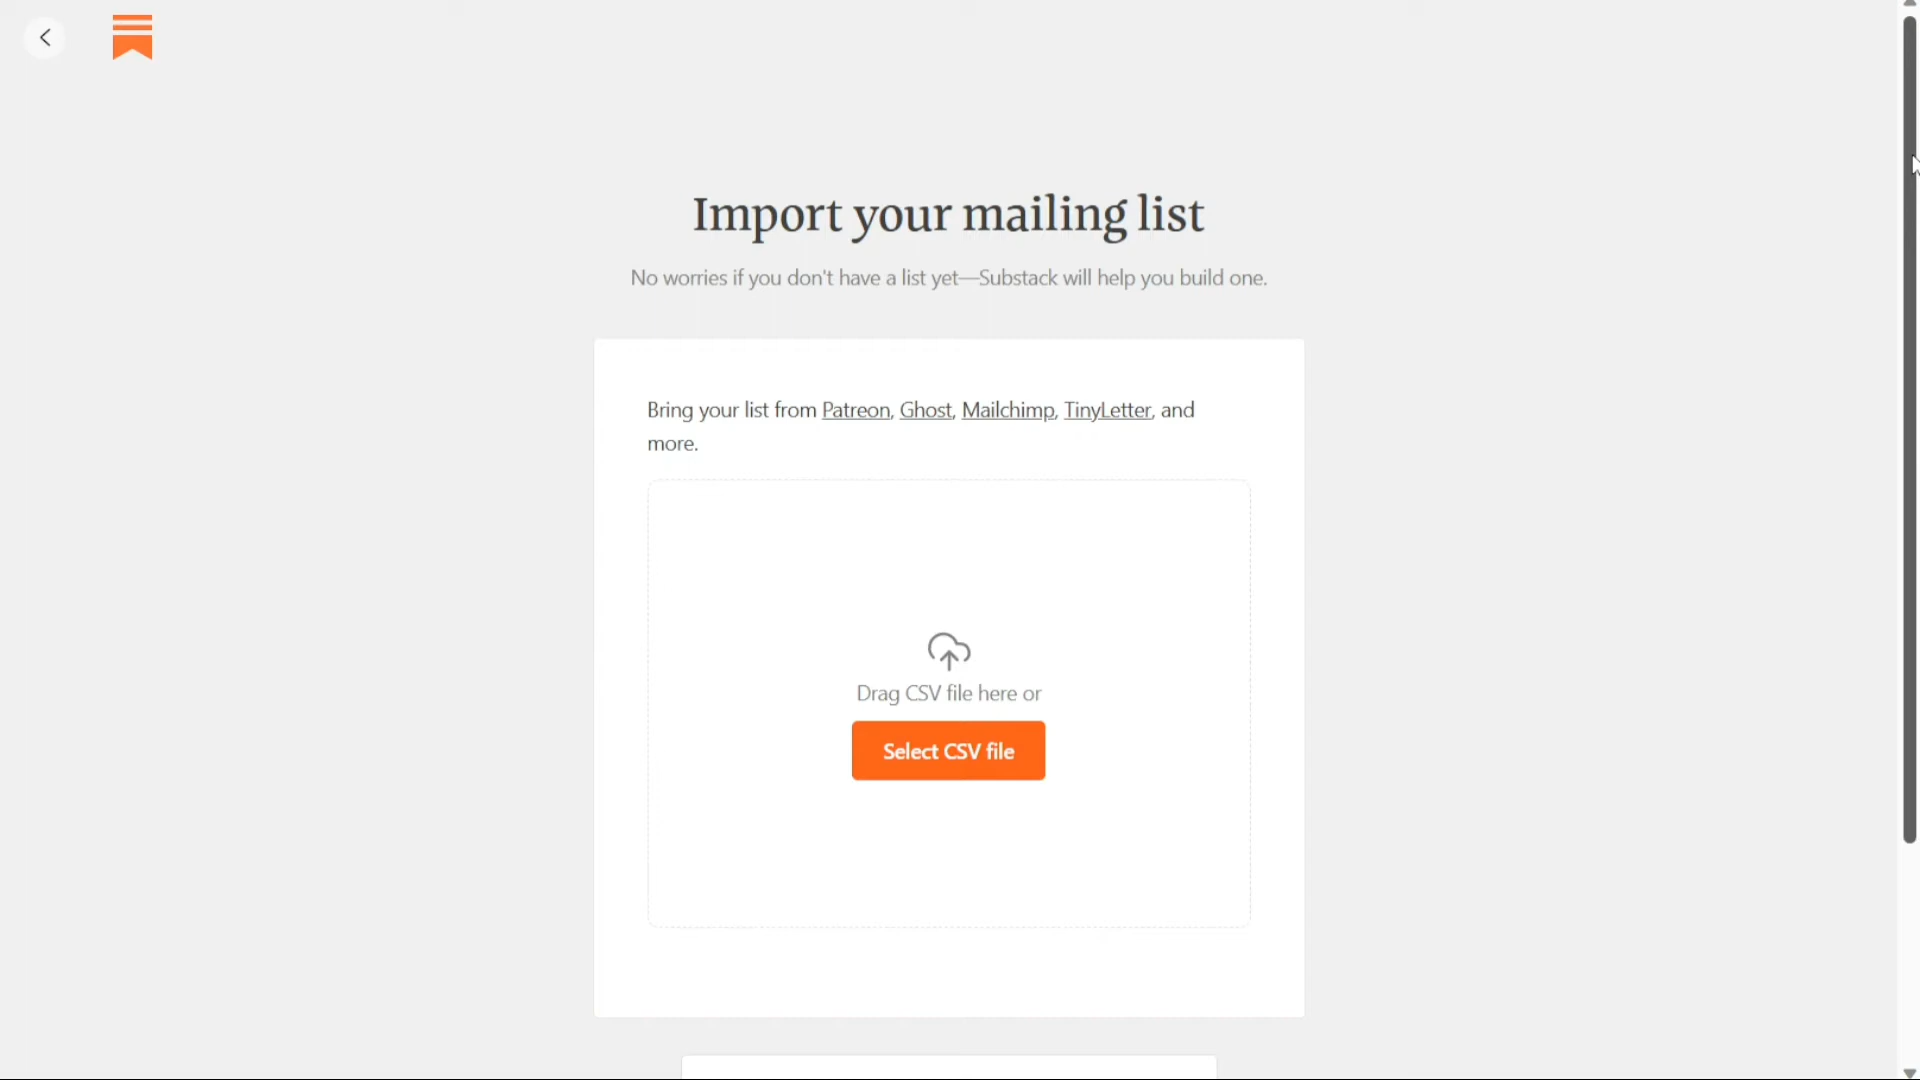 Import your mailing list
No worries if you don't have a list yet—Substack will help you build one.
Bring your list from Patreon, Ghost, Mailchimp, TinyLetter, and
more.
Drag CSV file here or
Select CSV file